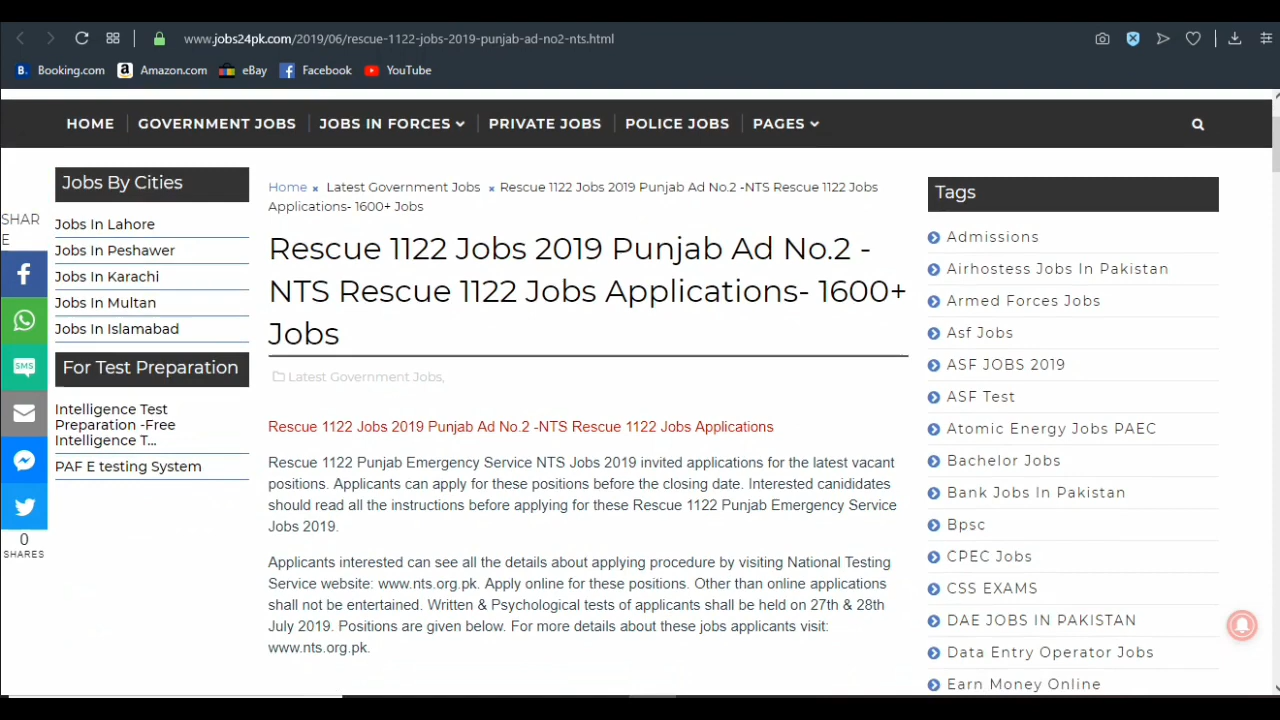 www.jobs24pk.com/2019/06/rescue-1122-jobs-2019-punjab-ad-no2-nts.html
B. Booking.com a Amazon.com eBay Facebook YouTube
HOME GOVERNMENT JOBS JOBS IN FORCES PRIVATE JOBS POLICE JOBS PAGES
SHAR
E
SMS
0
SHARES
Jobs By Cities
Jobs In Lahore
Jobs In Peshawer
Jobs In Karachi
Jobs In Multan
Jobs In Islamabad
For Test Preparation
Intelligence Test
Preparation -Free
Intelligence T...
PAF E testing System
Home × Latest Government Jobs × Rescue 1122 Jobs 2019 Punjab Ad No.2 -NTS Rescue 1122 Jobs
Applications- 1600+ Jobs
Rescue 1122 Jobs 2019 Punjab Ad No.2 -
NTS Rescue 1122 Jobs Applications- 1600+
Jobs
Latest Government Jobs,
Rescue 1122 Jobs 2019 Punjab Ad No.2 -NTS Rescue 1122 Jobs Applications
Rescue 1122 Punjab Emergency Service NTS Jobs 2019 invited applications for the latest vacant
positions. Applicants can apply for these positions before the closing date. Interested canididates
should read all the instructions before applying for these Rescue 1122 Punjab Emergency Service
Jobs 2019.
Applicants interested can see all the details about applying procedure by visiting National Testing
Service website: www.nts.org.pk. Apply online for these positions. Other than online applications
shall not be entertained. Written & Psychological tests of applicants shall be held on 27th & 28th
July 2019. Positions are given below. For more details about these jobs applicants visit:
www.nts.org.pk.
Tags
Admissions
Airhostess Jobs In Pakistan
Armed Forces Jobs
Asf Jobs
ASF JOBS 2019
ASF Test
Atomic Energy Jobs PAEC
Bachelor Jobs
Bank Jobs In Pakistan
Bpsc
CPEC Jobs
CSS EXAMS
DAE JOBS IN PAKISTAN
Data Entry Operator Jobs
Earn Money Online